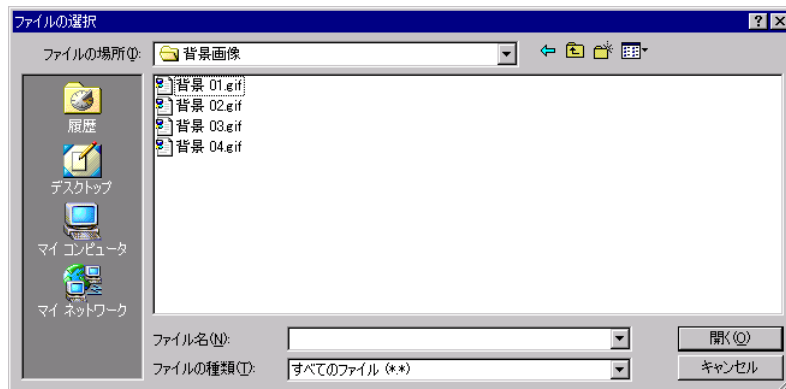 ファイルの選択
ファイルの場所(I): 背景画像
背景 01.gif
背景 02.gif
背景 03.gif
背景 04.gif
履歴
デスクトップ
マイ コンピュータ
マイ ネットワーク
ファイル名(N): 開く(O)
ファイルの種類(T): すべてのファイル (*.*) キャンセル